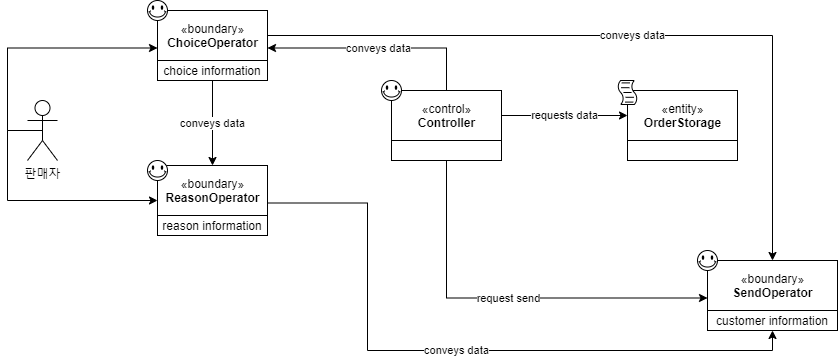 «boundary»
ChoiceOperator
choice information
conveys data
conveys data
conveys data
«control»
Controller
requests data
«entity»
OrderStorage
판매자
«boundary»
ReasonOperator
reason information
«boundary»
SendOperator
customer information
request send
conveys data